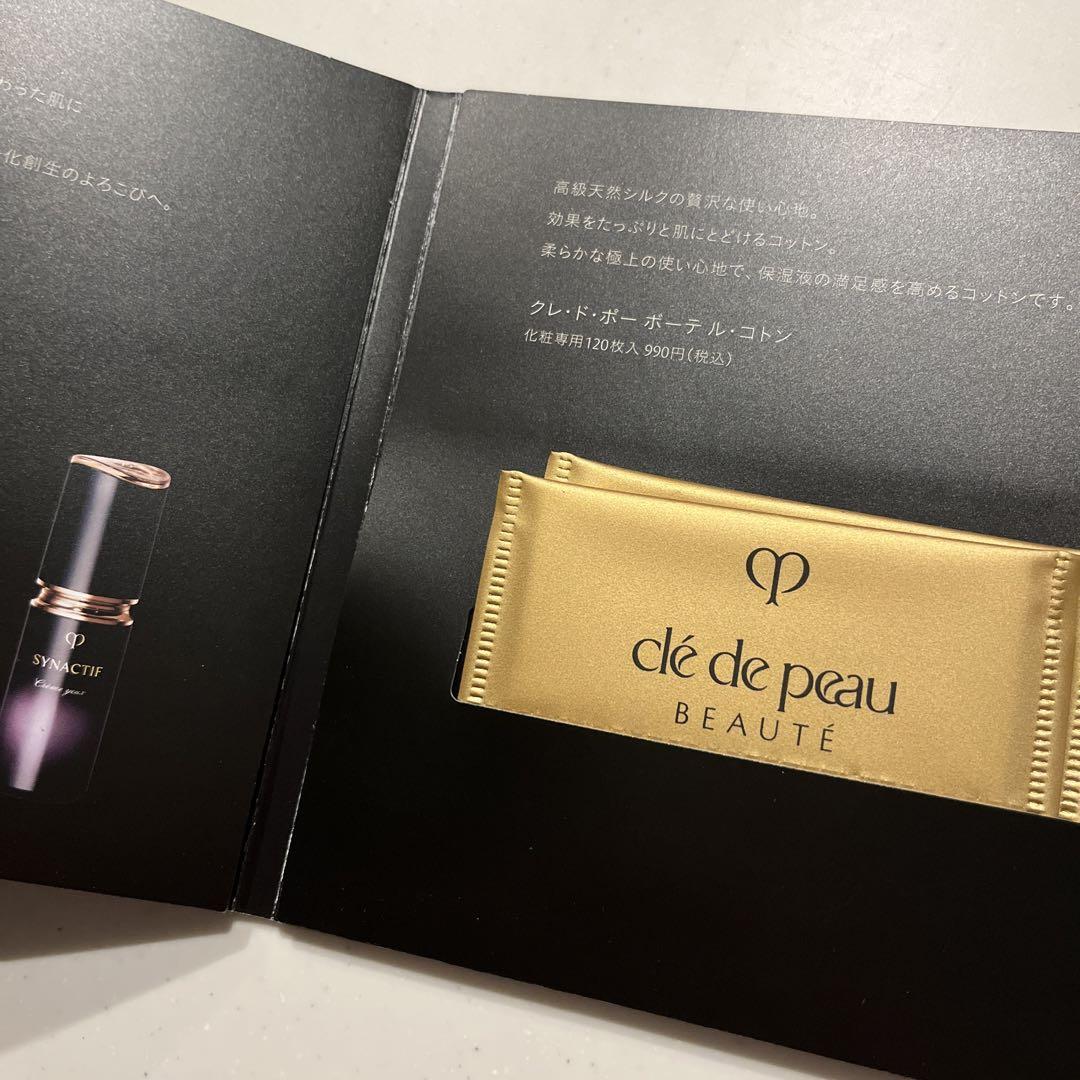 わった肌に
化創生のよろこびへ。
SYNACTIF
Crème yeux
高級天然シルクの贅沢な使い心地。
効果をたっぷりと肌にとどけるコットン。
柔らかな極上の使い心地で、保湿液の満足感を高めるコットンです。
クレ・ド・ポー ボーテ ル・コトン
化粧専用120枚入 990円(税込)
clé de peau
BEAUTÉ